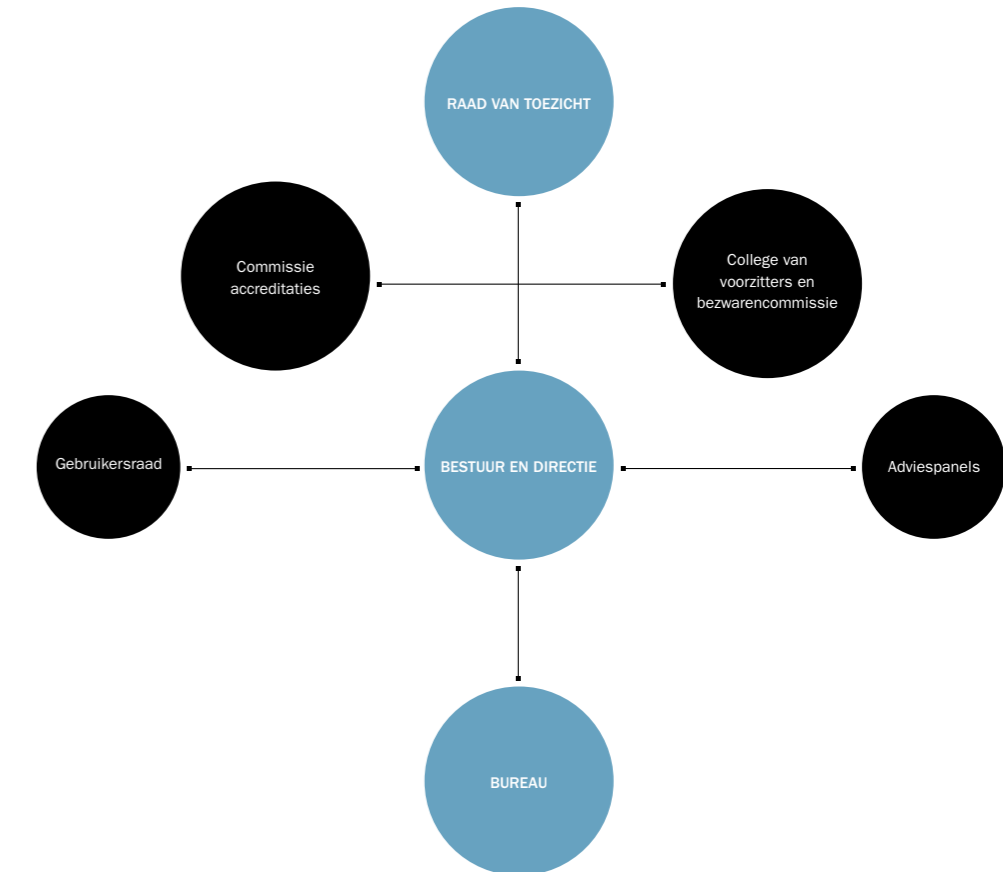 RAAD VAN TOEZICHT
Commissie
accreditaties
College van
voorzitters en
bezwarencommissie
Gebruikersraad
BESTUUR EN DIRECTIE
Adviespanels
BUREAU